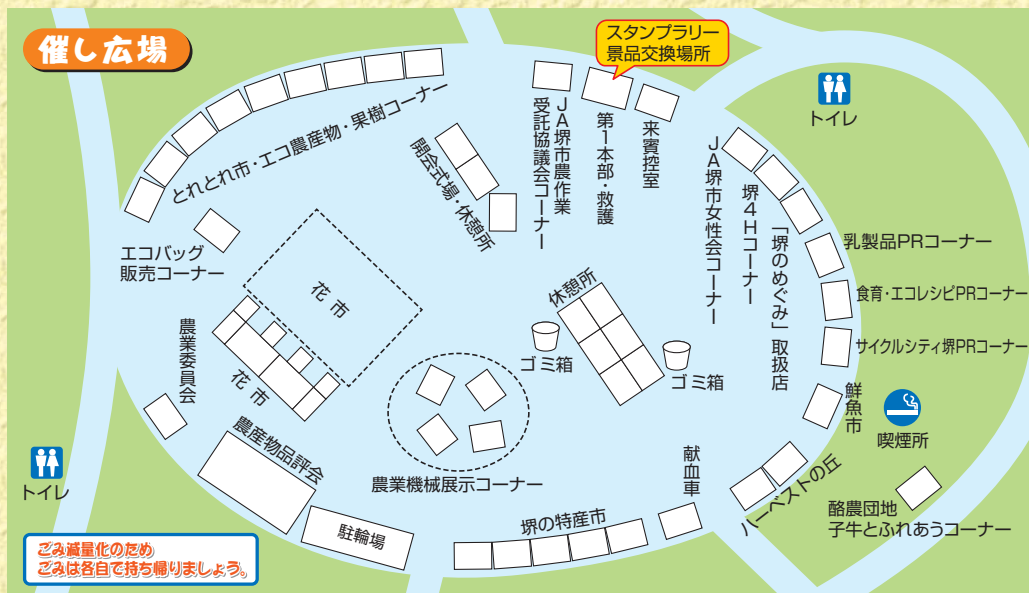 催し広場
スタンプラリー
景品交換場所
トイレ
とれとれ市・エコ農産物・果樹コーナー
開会式場・休憩所
JA堺市農作業
受託協議会コーナー
第1本部・救護
来賓控室
JA堺市女性会コーナー
堺4Hコーナー
「堺のめぐみ」取扱店
乳製品PRコーナー
食育・エコレシピPRコーナー
サイクルシティ堺PRコーナー
エコバッグ
販売コーナー
花市
休憩所
ゴミ箱
ゴミ箱
農業委員会
花市
農産物品評会
農業機械展示コーナー
鮮魚市
喫煙所
献血車
ハーベストの丘
酪農団地
子牛とふれあうコーナー
トイレ
駐輪場
堺の特産市
ごみ減量化のため
ごみは各自で持ち帰りましょう。